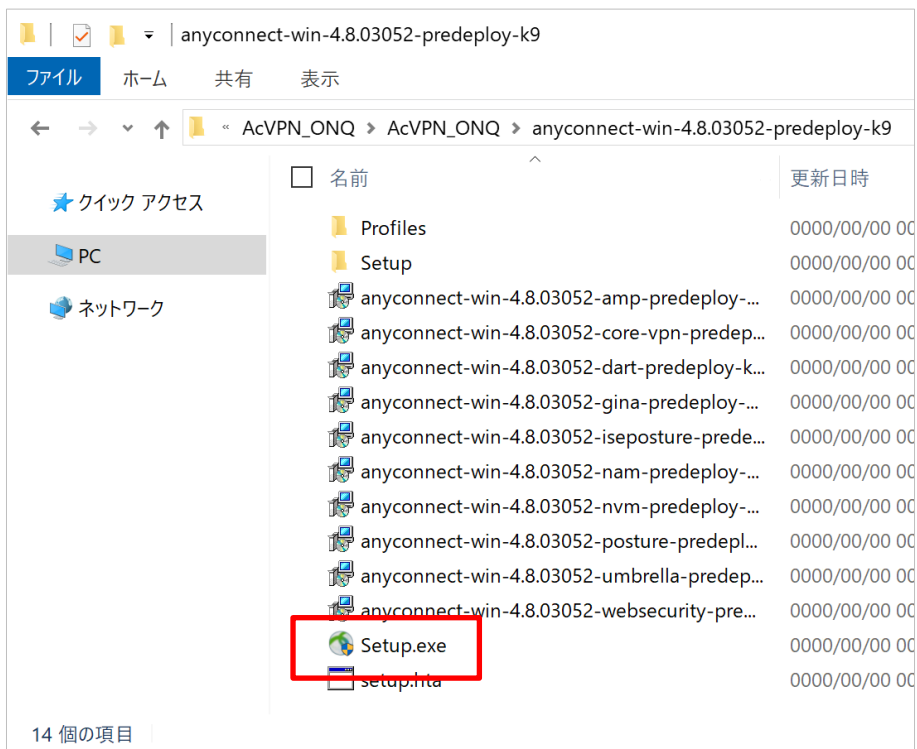 anyconnect-win-4.8.03052-predeploy-k9
ファイル ホーム 共有 表示
« AcVPN_ONQ > AcVPN_ONQ > anyconnect-win-4.8.03052-predeploy-k9
名前 更新日時
クイック アクセス
PC
ネットワーク
Profiles 0000/00/00 00
Setup 0000/00/00 00
anyconnect-win-4.8.03052-amp-predeploy-... 0000/00/00 00
anyconnect-win-4.8.03052-core-vpn-predep... 0000/00/00 00
anyconnect-win-4.8.03052-dart-predeploy-k... 0000/00/00 00
anyconnect-win-4.8.03052-gina-predeploy-... 0000/00/00 00
anyconnect-win-4.8.03052-iseposture-prede... 0000/00/00 00
anyconnect-win-4.8.03052-nam-predeploy-... 0000/00/00 00
anyconnect-win-4.8.03052-nvm-predeploy-... 0000/00/00 00
anyconnect-win-4.8.03052-posture-predepl... 0000/00/00 00
anyconnect-win-4.8.03052-umbrella-predep... 0000/00/00 00
anyconnect-win-4.8.03052-websecurity-pre... 0000/00/00 00
Setup.exe 0000/00/00 00
setup.hta 0000/00/00 00
14 個の項目